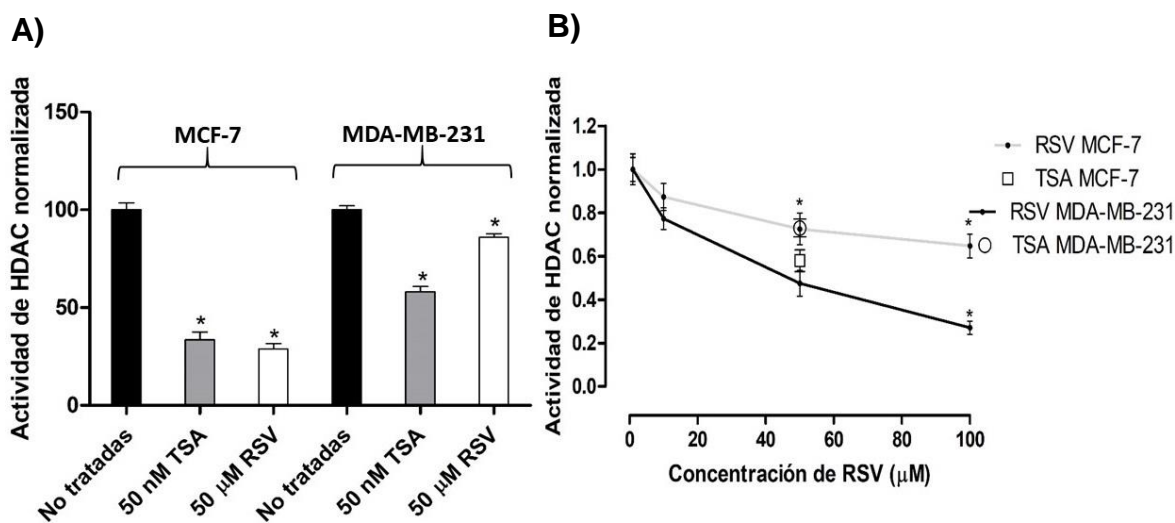 A)
Actividad de HDAC normalizada
150
100
50
0
MCF-7
MDA-MB-231
*
*
*
*
No tratadas
50 nM TSA
50 µM RSV
No tratadas
50 nM TSA
50 µM RSV
B)
Actividad de HDAC normalizada
1.2
1.0
0.8
0.6
0.4
0.2
0.0
*
*
*
RSV MCF-7
TSA MCF-7
RSV MDA-MB-231
TSA MDA-MB-231
0 20 40 60 80 100
Concentración de RSV (µM)